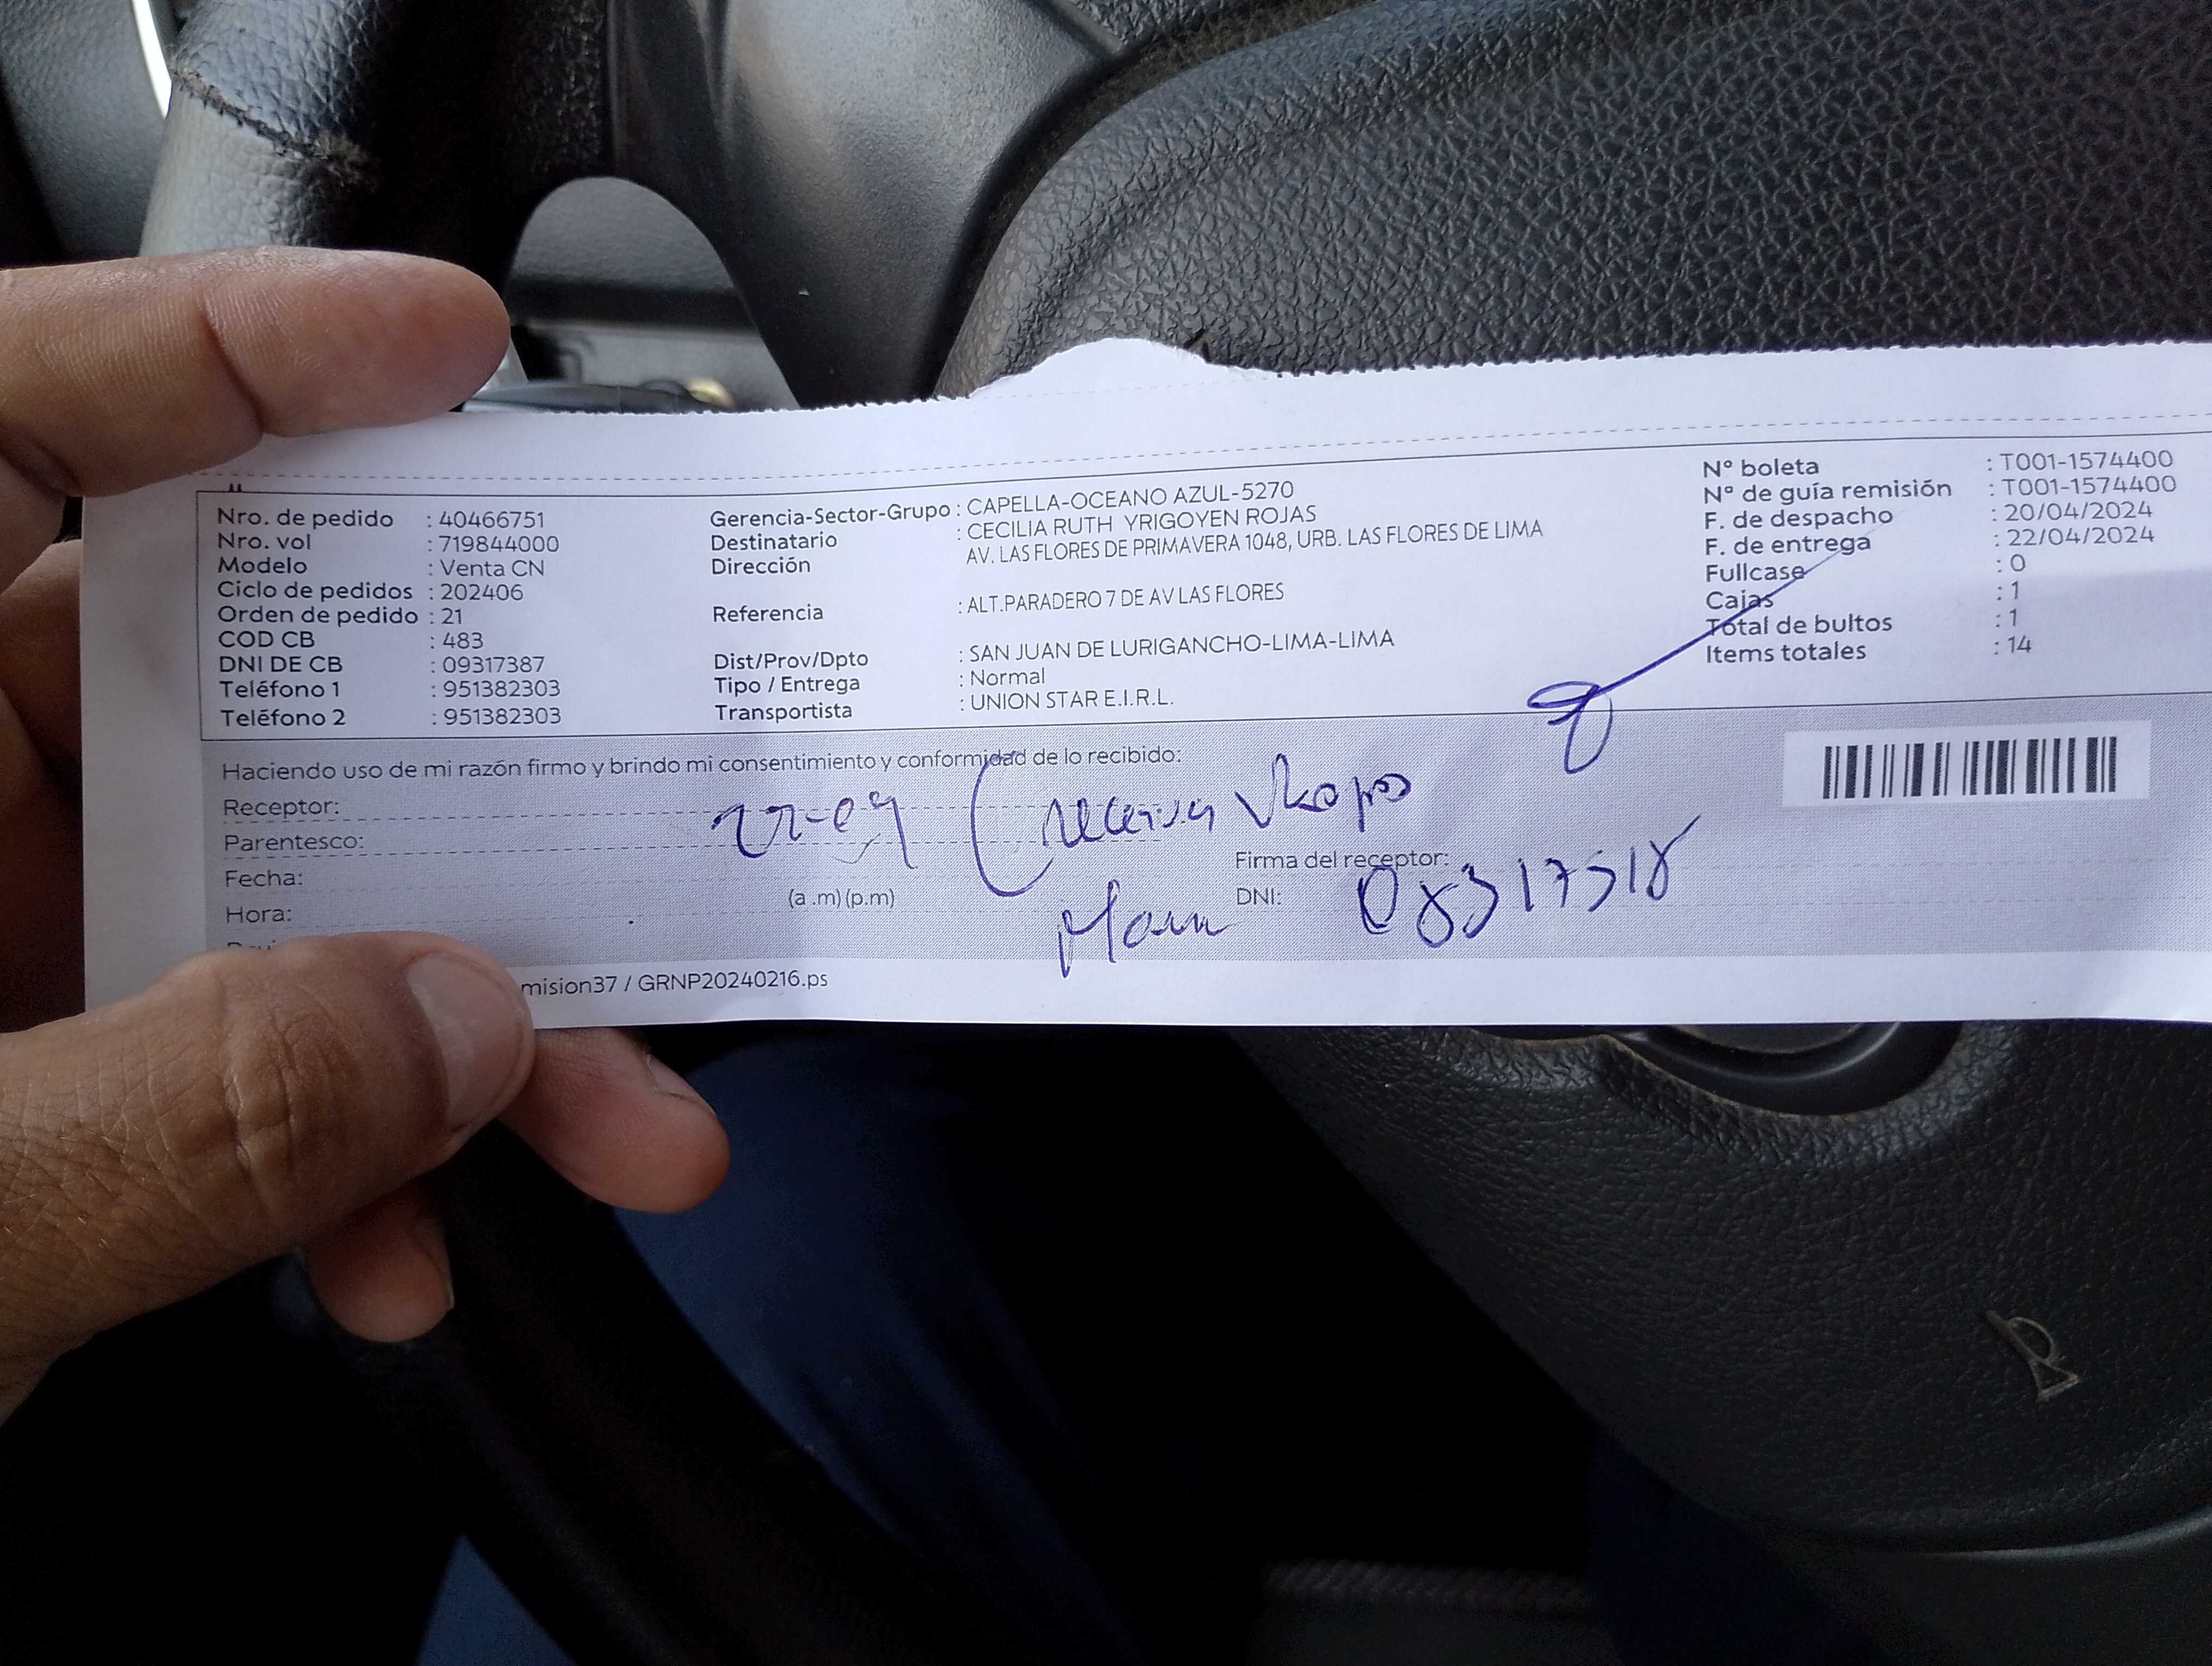 Nro. de pedido : 40466751
Nro. vol : 719844000
Modelo : Venta CN
Ciclo de pedidos : 202406
Orden de pedido : 21
COD CB : 483
DNI DE CB : 09317387
Teléfono 1 : 951382303
Teléfono 2 : 951382303
Gerencia-Sector-Grupo : CAPELLA-OCEANO AZUL-5270
Destinatario : CECILIA RUTH YRIGOYEN ROJAS
Dirección AV. LAS FLORES DE PRIMAVERA 1048, URB. LAS FLORES DE LIMA
Referencia : ALT.PARADERO 7 DE AV LAS FLORES
Dist/Prov/Dpto : SAN JUAN DE LURIGANCHO-LIMA-LIMA
Tipo / Entrega : Normal
Transportista : UNION STAR E.I.R.L.
N° boleta : T001-1574400
N° de guía remisión : T001-1574400
F. de despacho : 20/04/2024
F. de entrega : 22/04/2024
Fullcase : 0
Cajas : 1
Total de bultos : 1
Items totales : 14
Haciendo uso de mi razón firmo y brindo mi consentimiento y conformidad de lo recibido:
Receptor:
Parentesco:
Fecha:
Hora: (a.m)(p.m)
Firma del receptor:
DNI:
mision37 / GRNP20240216.ps